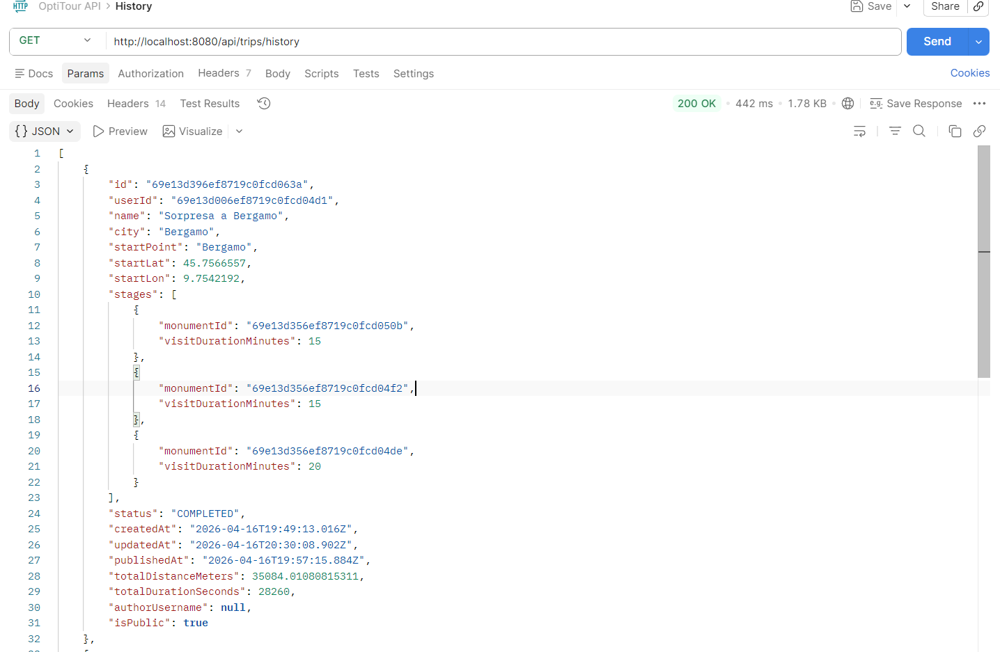 HTTP OptiTour API > History Save Share
GET http://localhost:8080/api/trips/history Send
Docs Params Authorization Headers 7 Body Scripts Tests Settings Cookies
Body Cookies Headers 14 Test Results 200 OK • 442 ms • 1.78 KB • e.g. Save Response •••
{} JSON Preview Visualize
1 [
2 {
3 "id": "69e13d396ef8719c0fcd063a",
4 "userId": "69e13d006ef8719c0fcd04d1",
5 "name": "Sorpresa a Bergamo",
6 "city": "Bergamo",
7 "startPoint": "Bergamo",
8 "startLat": 45.7566557,
9 "startLon": 9.7542192,
10 "stages": [
11 {
12 "monumentId": "69e13d356ef8719c0fcd050b",
13 "visitDurationMinutes": 15
14 },
15 {
16 "monumentId": "69e13d356ef8719c0fcd04f2",
17 "visitDurationMinutes": 15
18 },
19 {
20 "monumentId": "69e13d356ef8719c0fcd04de",
21 "visitDurationMinutes": 20
22 }
23 ],
24 "status": "COMPLETED",
25 "createdAt": "2026-04-16T19:49:13.016Z",
26 "updatedAt": "2026-04-16T20:30:08.902Z",
27 "publishedAt": "2026-04-16T19:57:15.884Z",
28 "totalDistanceMeters": 35084.01080815311,
29 "totalDurationSeconds": 28260,
30 "authorUsername": null,
31 "isPublic": true
32 },